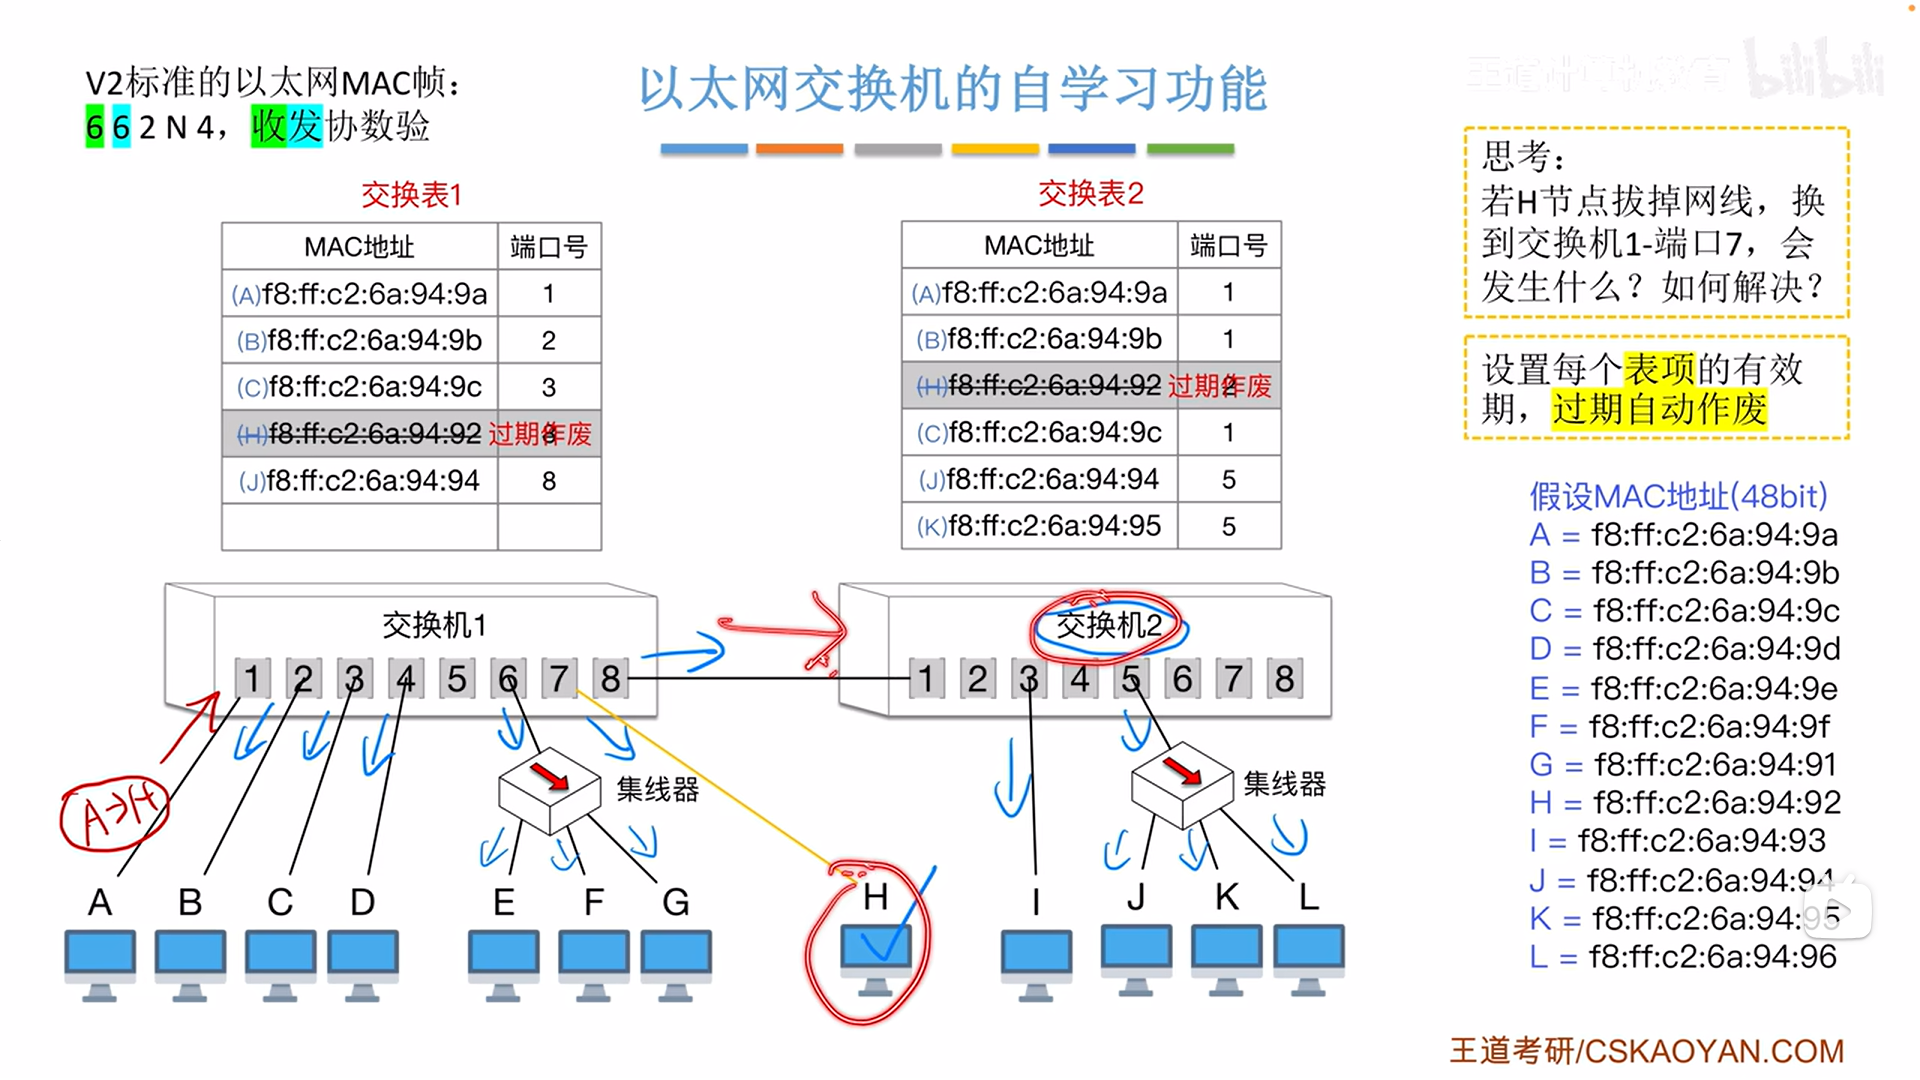 V2标准的以太网MAC帧：
6 6 2 N 4，收发协数验
以太网交换机的自学习功能
王道计算机教育 bilibili
思考：
若H节点拔掉网线，换
到交换机1-端口7，会
发生什么？如何解决？
设置每个表项的有效
期，过期自动作废
交换表1
MAC地址 端口号
(A)f8:ff:c2:6a:94:9a 1
(B)f8:ff:c2:6a:94:9b 2
(C)f8:ff:c2:6a:94:9c 3
(H)f8:ff:c2:6a:94:92 过期作废
(J)f8:ff:c2:6a:94:94 8
交换表2
MAC地址 端口号
(A)f8:ff:c2:6a:94:9a 1
(B)f8:ff:c2:6a:94:9b 1
(H)f8:ff:c2:6a:94:92 过期作废 2
(C)f8:ff:c2:6a:94:9c 1
(J)f8:ff:c2:6a:94:94 5
(K)f8:ff:c2:6a:94:95 5
假设MAC地址(48bit)
A = f8:ff:c2:6a:94:9a
B = f8:ff:c2:6a:94:9b
C = f8:ff:c2:6a:94:9c
D = f8:ff:c2:6a:94:9d
E = f8:ff:c2:6a:94:9e
F = f8:ff:c2:6a:94:9f
G = f8:ff:c2:6a:94:91
H = f8:ff:c2:6a:94:92
I = f8:ff:c2:6a:94:93
J = f8:ff:c2:6a:94:94
K = f8:ff:c2:6a:94:95
L = f8:ff:c2:6a:94:96
交换机1
1 2 3 4 5 6 7 8
交换机2
1 2 3 4 5 6 7 8
A→H
集线器
集线器
A B C D E F G H I J K L
王道考研/CSKAOYAN.COM